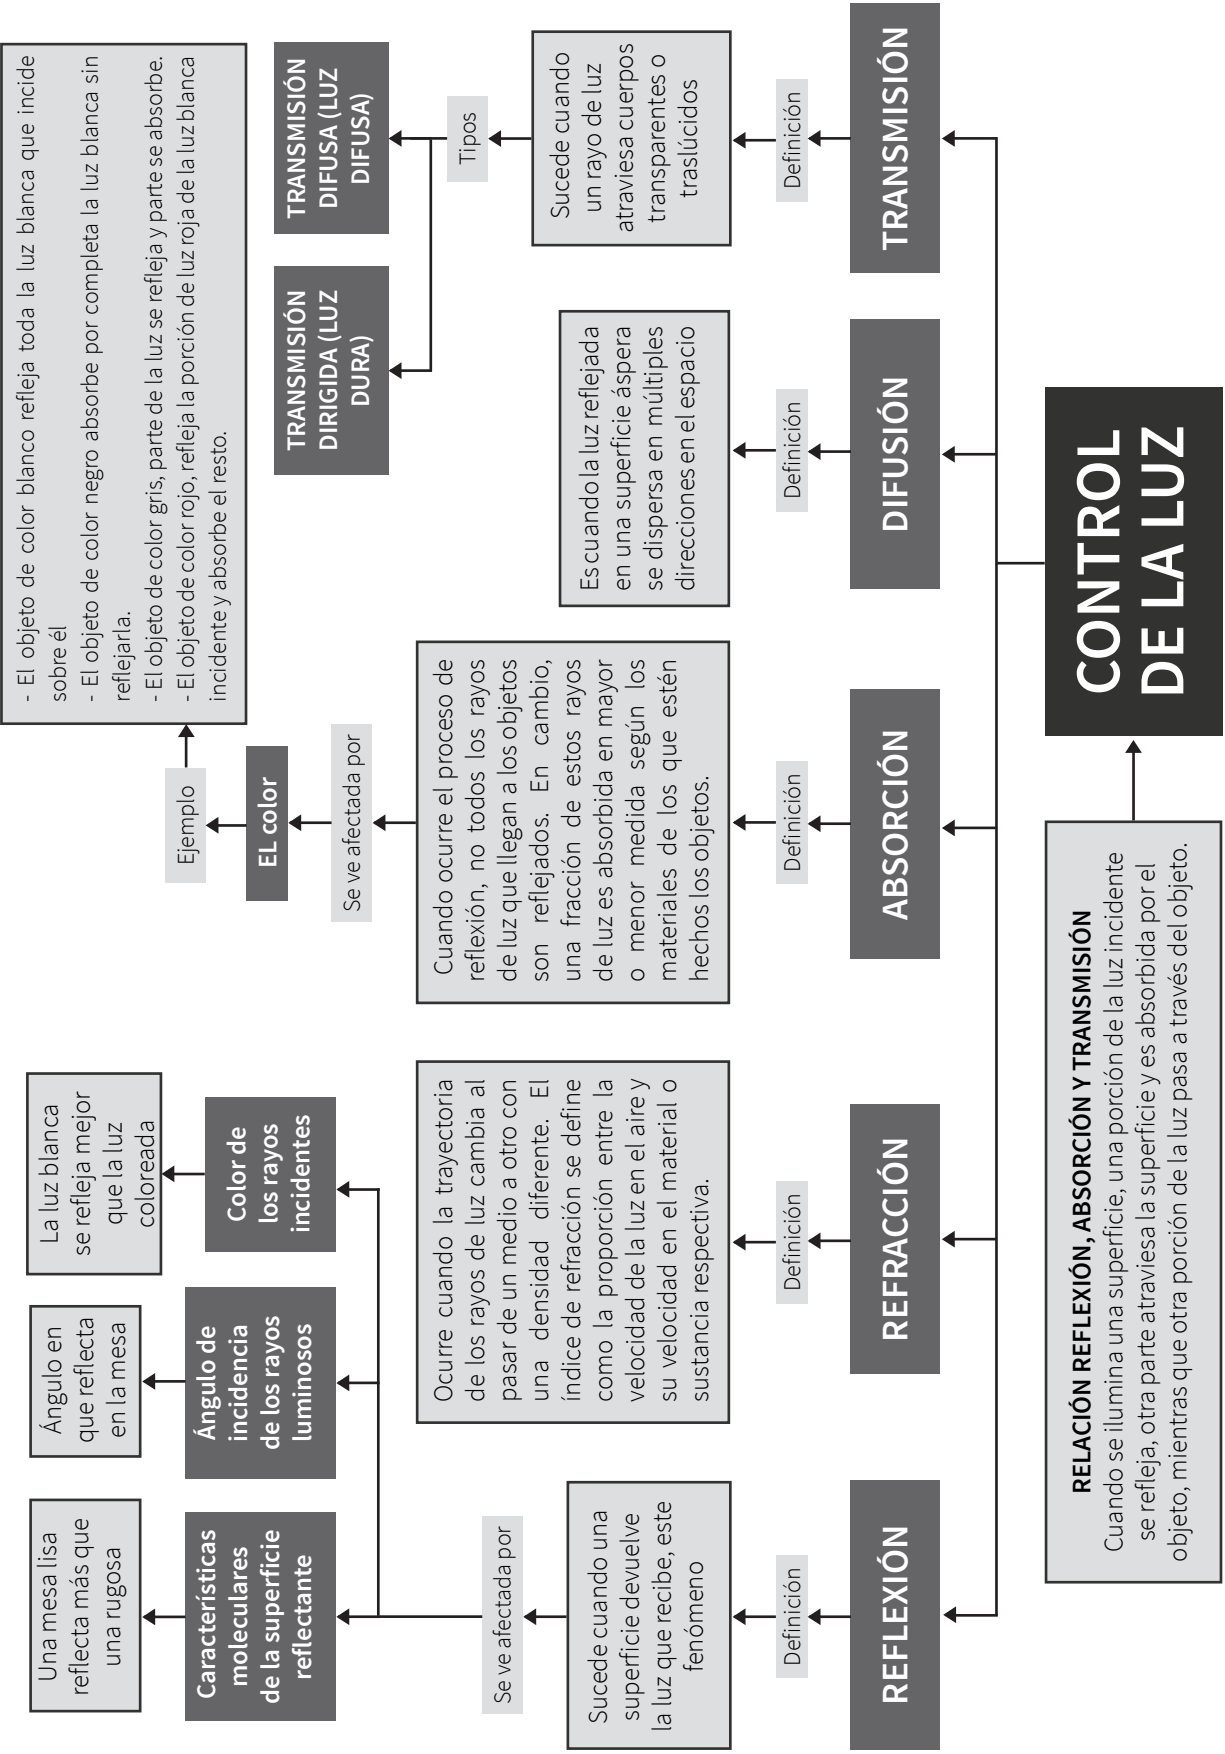 CONTROL
DE LA LUZ
RELACIÓN REFLEXIÓN, ABSORCIÓN Y TRANSMISIÓN
Cuando se ilumina una superficie, una porción de la luz incidente
se refleja, otra parte atraviesa la superficie y es absorbida por el
objeto, mientras que otra porción de la luz pasa a través del objeto.
REFLEXIÓN
Definición
Sucede cuando una
superficie devuelve
la luz que recibe, este
fenómeno
Se ve afectada por
Características
moleculares
de la superficie
reflectante
Una mesa lisa
reflecta más que
una rugosa
Ángulo de
incidencia
de los rayos
luminosos
Ángulo en
que reflecta
en la mesa
Color de
los rayos
incidentes
La luz blanca
se refleja mejor
que la luz
coloreada
REFRACCIÓN
Definición
Ocurre cuando la trayectoria
de los rayos de luz cambia al
pasar de un medio a otro con
una densidad diferente. El
índice de refracción se define
como la proporción entre la
velocidad de la luz en el aire y
su velocidad en el material o
sustancia respectiva.
ABSORCIÓN
Definición
Cuando ocurre el proceso de
reflexión, no todos los rayos
de luz que llegan a los objetos
son reflejados. En cambio,
una fracción de estos rayos
de luz es absorbida en mayor
o menor medida según los
materiales de los que estén
hechos los objetos.
Se ve afectada por
EL color
Ejemplo
- El objeto de color blanco refleja toda la luz blanca que incide
sobre él
- El objeto de color negro absorbe por completa la luz blanca sin
reflejarla.
- El objeto de color gris, parte de la luz se refleja y parte se absorbe.
- El objeto de color rojo, refleja la porción de luz roja de la luz blanca
incidente y absorbe el resto.
DIFUSIÓN
Definición
Es cuando la luz reflejada
en una superficie áspera
se dispersa en múltiples
direcciones en el espacio
TRANSMISIÓN
Definición
Sucede cuando
un rayo de luz
atraviesa cuerpos
transparentes o
traslúcidos
Tipos
TRANSMISIÓN
DIRIGIDA (LUZ
DURA)
TRANSMISIÓN
DIFUSA (LUZ
DIFUSA)